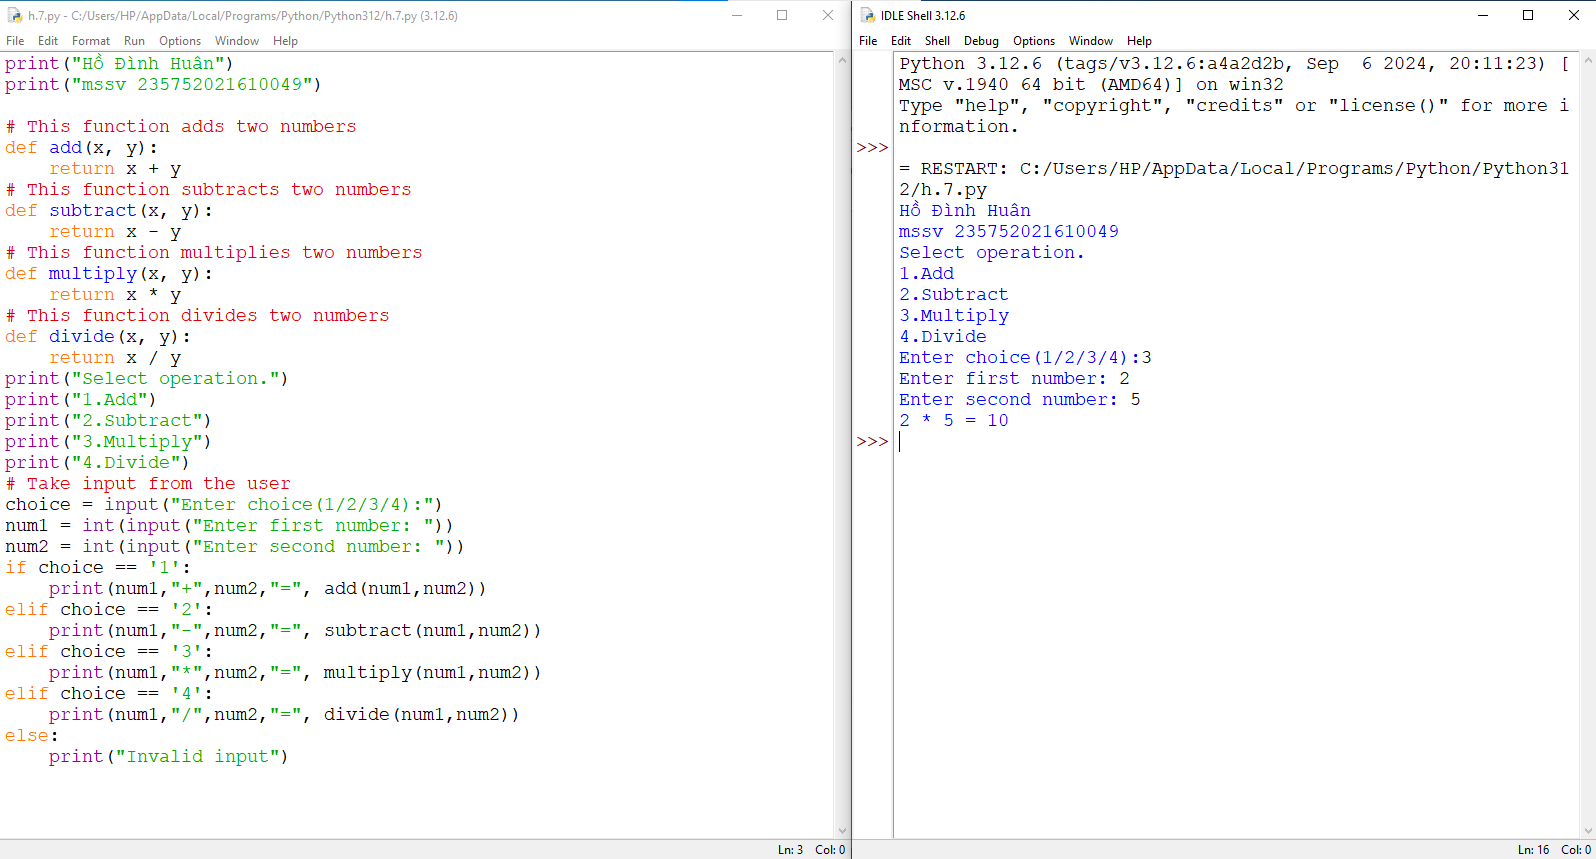 h.7.py - C:/Users/HP/AppData/Local/Programs/Python/Python312/h.7.py (3.12.6)
File Edit Format Run Options Window Help
print("Hồ Đình Huân")
print("mssv 235752021610049")
# This function adds two numbers
def add(x, y):
    return x + y
# This function subtracts two numbers
def subtract(x, y):
    return x - y
# This function multiplies two numbers
def multiply(x, y):
    return x * y
# This function divides two numbers
def divide(x, y):
    return x / y
print("Select operation.")
print("1.Add")
print("2.Subtract")
print("3.Multiply")
print("4.Divide")
# Take input from the user
choice = input("Enter choice(1/2/3/4):")
num1 = int(input("Enter first number: "))
num2 = int(input("Enter second number: "))
if choice == '1':
    print(num1,"+",num2,"=", add(num1,num2))
elif choice == '2':
    print(num1,"-",num2,"=", subtract(num1,num2))
elif choice == '3':
    print(num1,"*",num2,"=", multiply(num1,num2))
elif choice == '4':
    print(num1,"/",num2,"=", divide(num1,num2))
else:
    print("Invalid input")
Ln: 3 Col: 0
IDLE Shell 3.12.6
File Edit Shell Debug Options Window Help
Python 3.12.6 (tags/v3.12.6:a4a2d2b, Sep  6 2024, 20:11:23) [
MSC v.1940 64 bit (AMD64)] on win32
Type "help", "copyright", "credits" or "license()" for more i
nformation.
>>>
= RESTART: C:/Users/HP/AppData/Local/Programs/Python/Python31
2/h.7.py
Hồ Đình Huân
mssv 235752021610049
Select operation.
1.Add
2.Subtract
3.Multiply
4.Divide
Enter choice(1/2/3/4):3
Enter first number: 2
Enter second number: 5
2 * 5 = 10
>>>
Ln: 16 Col: 0